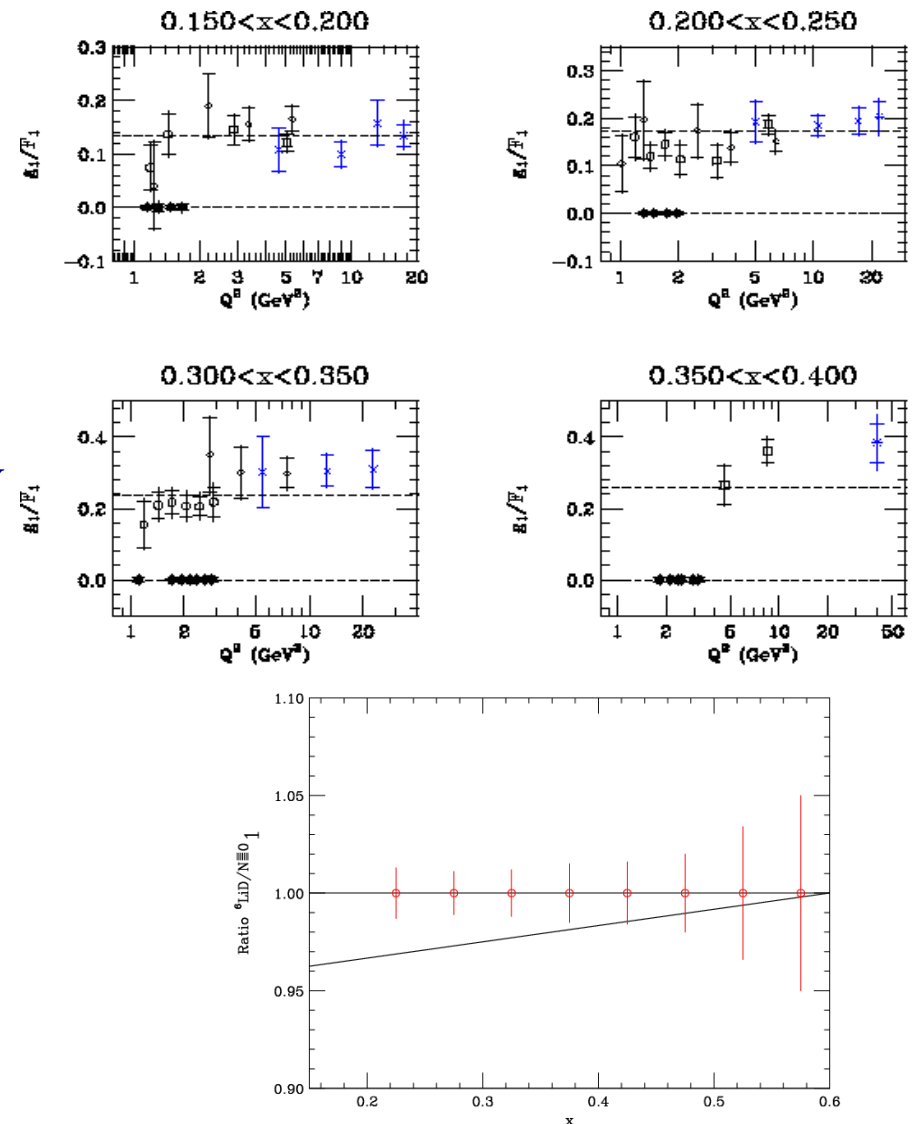 0.150<x<0.200
0.3
0.2
0.1
0.0
−0.1
g₁/F₁
1 2 3 5 7 10 20
Q² (GeV²)
0.200<x<0.250
0.3
0.2
0.1
0.0
−0.1
g₁/F₁
1 2 5 10 20
Q² (GeV²)
0.300<x<0.350
0.4
0.2
0.0
g₁/F₁
1 2 5 10 20
Q² (GeV²)
0.350<x<0.400
0.4
0.2
0.0
g₁/F₁
1 2 5 10 20 50
Q² (GeV²)
1.10
1.05
1.00
0.95
0.90
Ratio ⁶LiD/N≡0₁
0.2 0.3 0.4 0.5 0.6
x